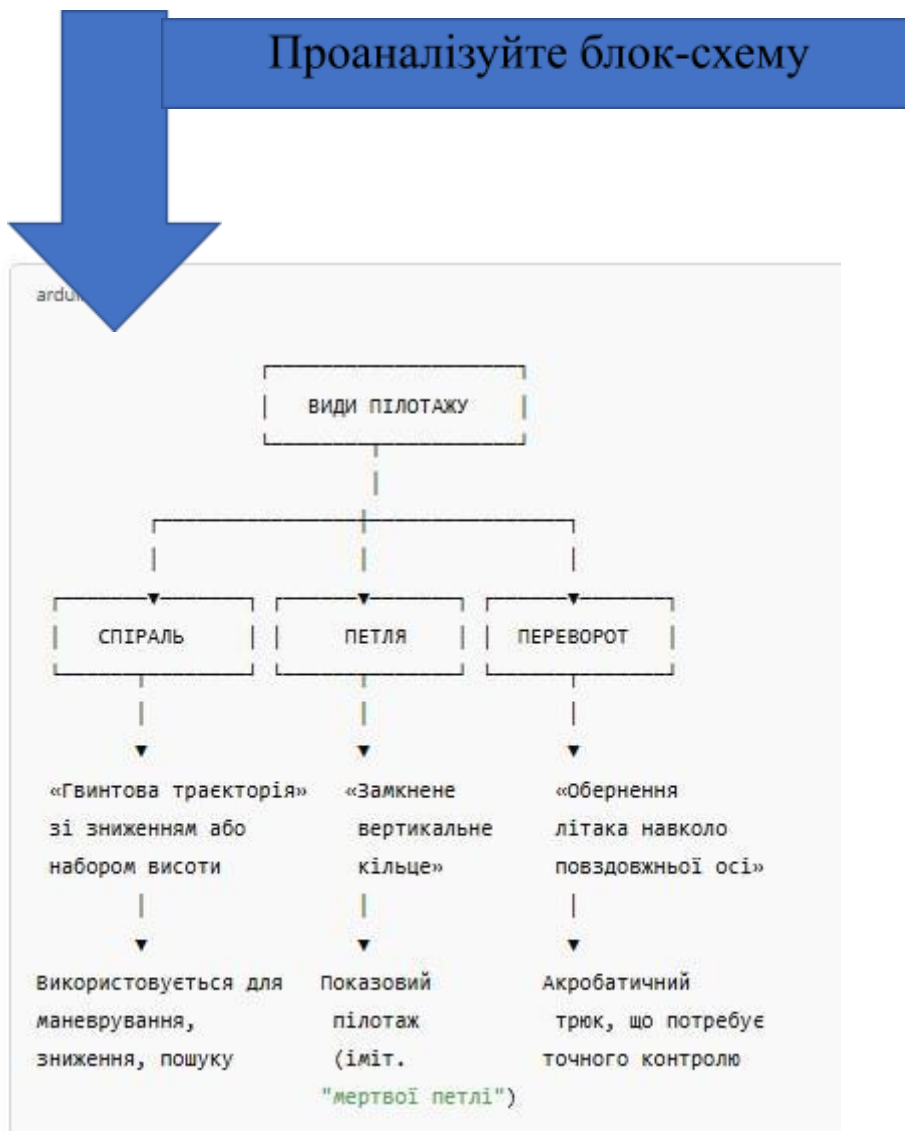 Проаналізуйте блок-схему
ВИДИ ПІЛОТАЖУ
СПІРАЛЬ
ПЕТЛЯ
ПЕРЕВОРОТ
«Гвинтова траєкторія»
зі зниженням або
набором висоти
«Замкнене
вертикальне
кільце»
«Обернення
літака навколо
повздовжньої осі»
Використовується для
маневрування,
зниження, пошуку
Показовий
пілотаж
(іміт.
"мертвої петлі")
Акробатичний
трюк, що потребує
точного контролю